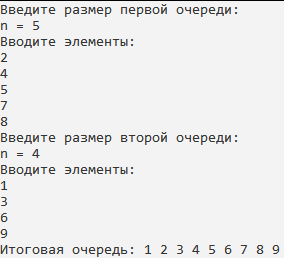 Введите размер первой очереди:
n = 5
Вводите элементы:
2
4
5
7
8
Введите размер второй очереди:
n = 4
Вводите элементы:
1
3
6
9
Итоговая очередь: 1 2 3 4 5 6 7 8 9